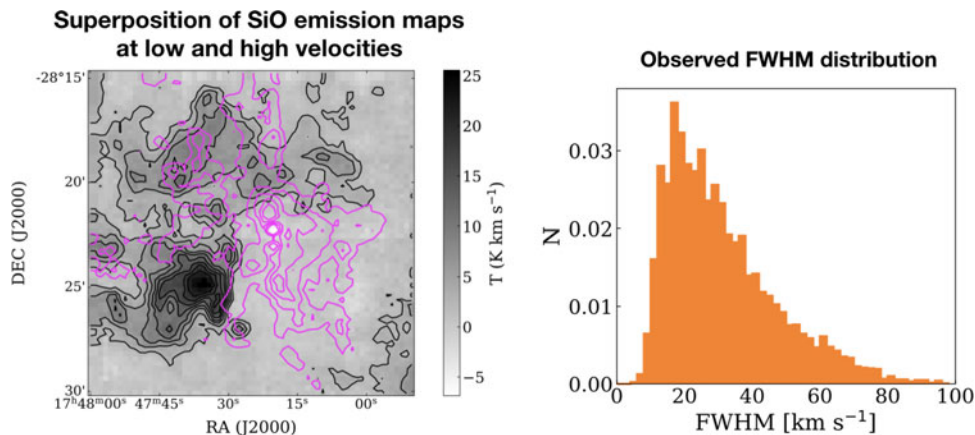 Superposition of SiO emission maps
at low and high velocities
-28°15'
20'
25'
30'
DEC (J2000)
17ʰ48ᵐ00ˢ 47ᵐ45ˢ 30ˢ 15ˢ 00ˢ
RA (J2000)
25
20
15
10
5
0
−5
T (K km s⁻¹)
Observed FWHM distribution
0.03
0.02
0.01
0.00
N
0 20 40 60 80 100
FWHM [km s⁻¹]